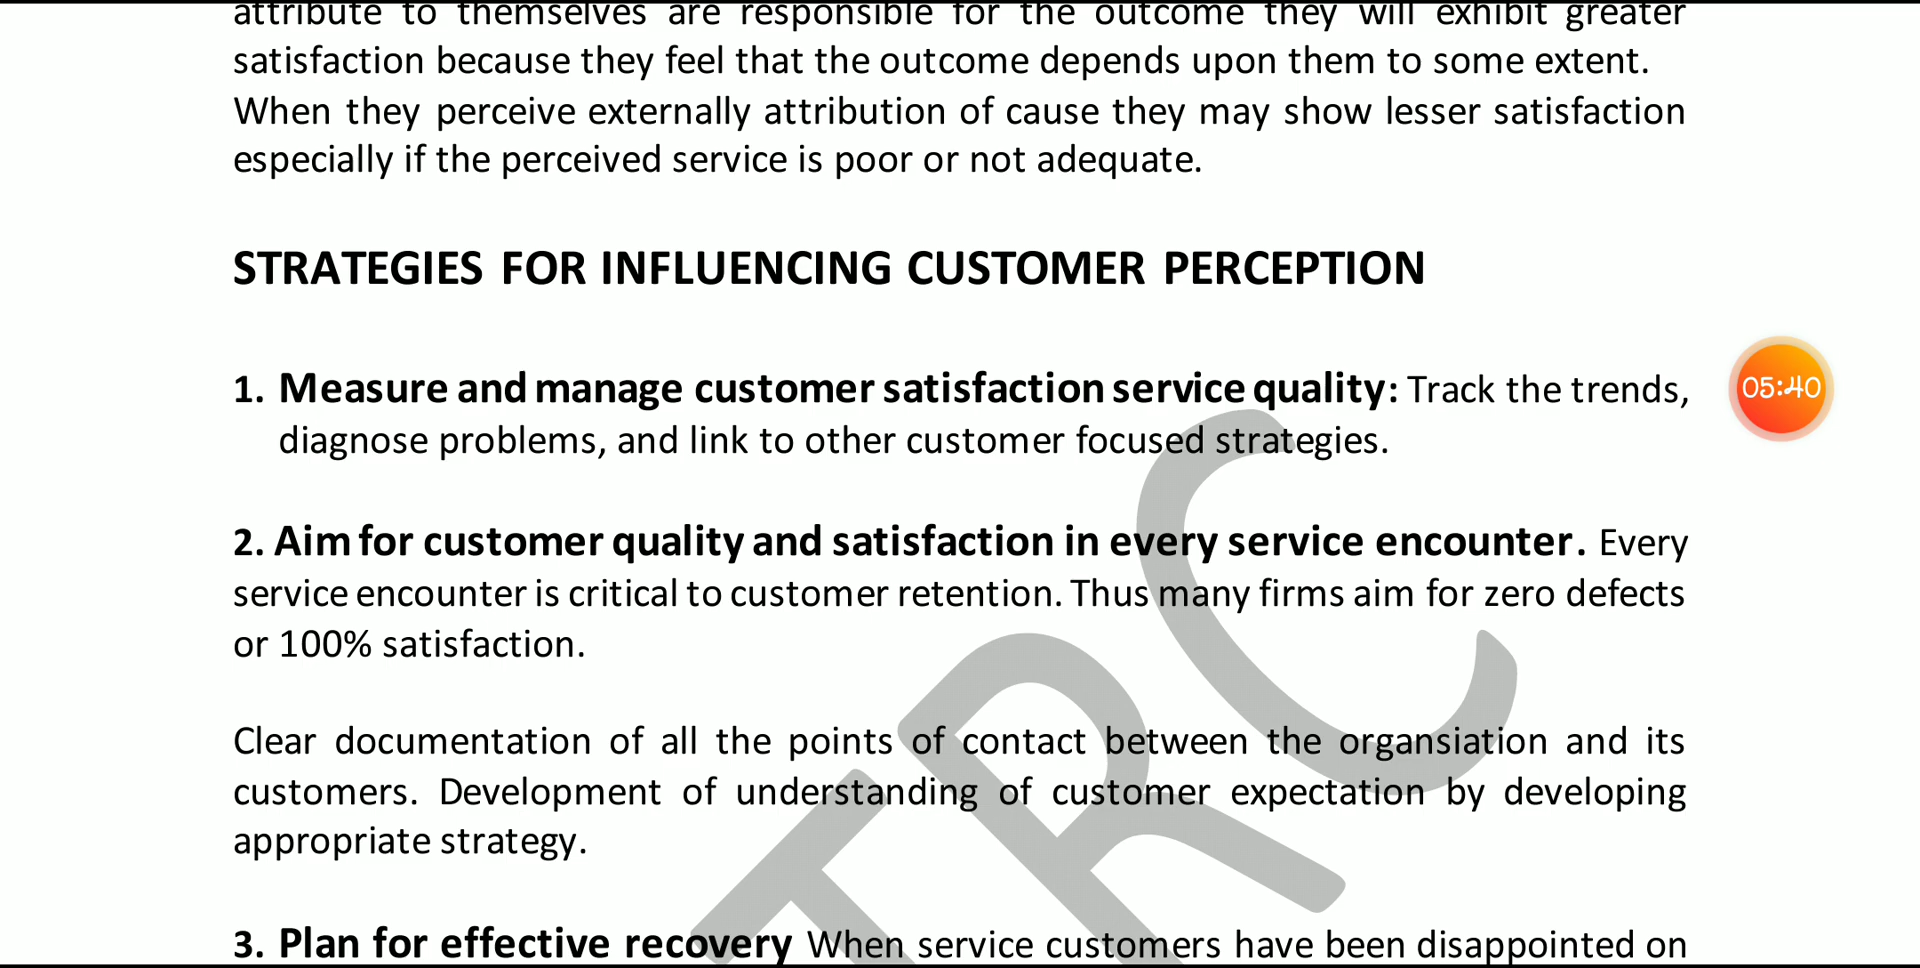 attribute to themselves are responsible for the outcome they will exhibit greater
satisfaction because they feel that the outcome depends upon them to some extent.
When they perceive externally attribution of cause they may show lesser satisfaction
especially if the perceived service is poor or not adequate.
STRATEGIES FOR INFLUENCING CUSTOMER PERCEPTION
1. Measure and manage customer satisfaction service quality: Track the trends,
diagnose problems, and link to other customer focused strategies.
05:40
2. Aim for customer quality and satisfaction in every service encounter. Every
service encounter is critical to customer retention. Thus many firms aim for zero defects
or 100% satisfaction.
Clear documentation of all the points of contact between the organsiation and its
customers. Development of understanding of customer expectation by developing
appropriate strategy.
3. Plan for effective recovery When service customers have been disappointed on
TRC